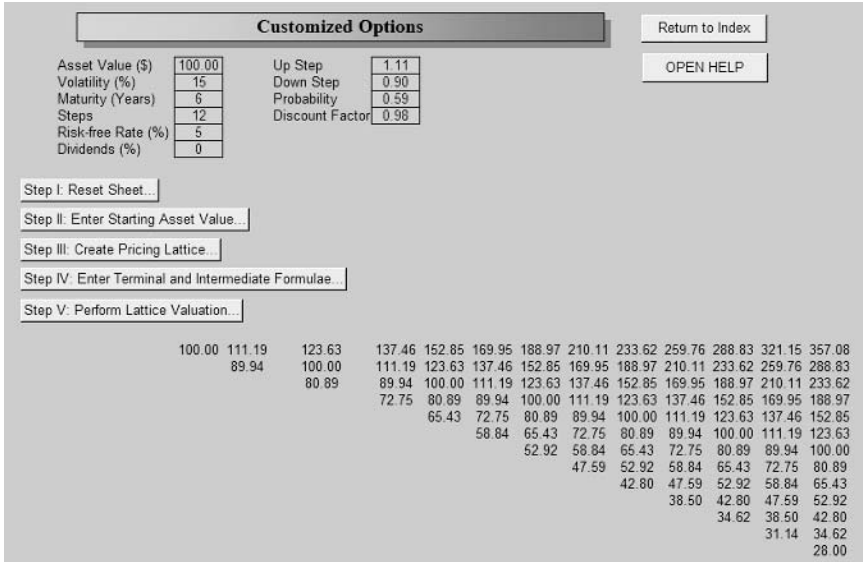 Customized Options
Return to Index
OPEN HELP
Asset Value ($) 100.00 Up Step 1.11
Volatility (%) 15 Down Step 0.90
Maturity (Years) 6 Probability 0.59
Steps 12 Discount Factor 0.98
Risk-free Rate (%) 5
Dividends (%) 0
Step I: Reset Sheet...
Step II: Enter Starting Asset Value...
Step III: Create Pricing Lattice...
Step IV: Enter Terminal and Intermediate Formulae...
Step V: Perform Lattice Valuation...
100.00 111.19 123.63 137.46 152.85 169.95 188.97 210.11 233.62 259.76 288.83 321.15 357.08
89.94 100.00 111.19 123.63 137.46 152.85 169.95 188.97 210.11 233.62 259.76 288.83
80.89 89.94 100.00 111.19 123.63 137.46 152.85 169.95 188.97 210.11 233.62
72.75 80.89 89.94 100.00 111.19 123.63 137.46 152.85 169.95 188.97
65.43 72.75 80.89 89.94 100.00 111.19 123.63 137.46 152.85
58.84 65.43 72.75 80.89 89.94 100.00 111.19 123.63
52.92 58.84 65.43 72.75 80.89 89.94 100.00
47.59 52.92 58.84 65.43 72.75 80.89
42.80 47.59 52.92 58.84 65.43
38.50 42.80 47.59 52.92
34.62 38.50 42.80
31.14 34.62
28.00